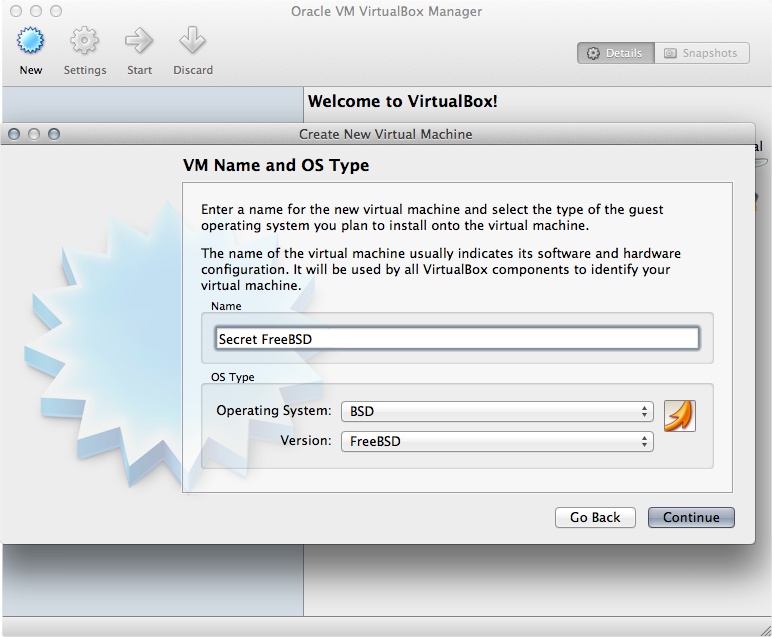 Oracle VM VirtualBox Manager
New
Settings
Start
Discard
Details
Snapshots
Welcome to VirtualBox!
Create New Virtual Machine
VM Name and OS Type
Enter a name for the new virtual machine and select the type of the guest
operating system you plan to install onto the virtual machine.
The name of the virtual machine usually indicates its software and hardware
configuration. It will be used by all VirtualBox components to identify your
virtual machine.
Name
Secret FreeBSD
OS Type
Operating System: BSD
Version: FreeBSD
Go Back
Continue